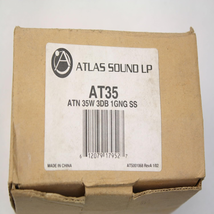 ATLAS SOUND LP
AT35
ATN 35W 3DB 1GNG SS
MADE IN CHINA